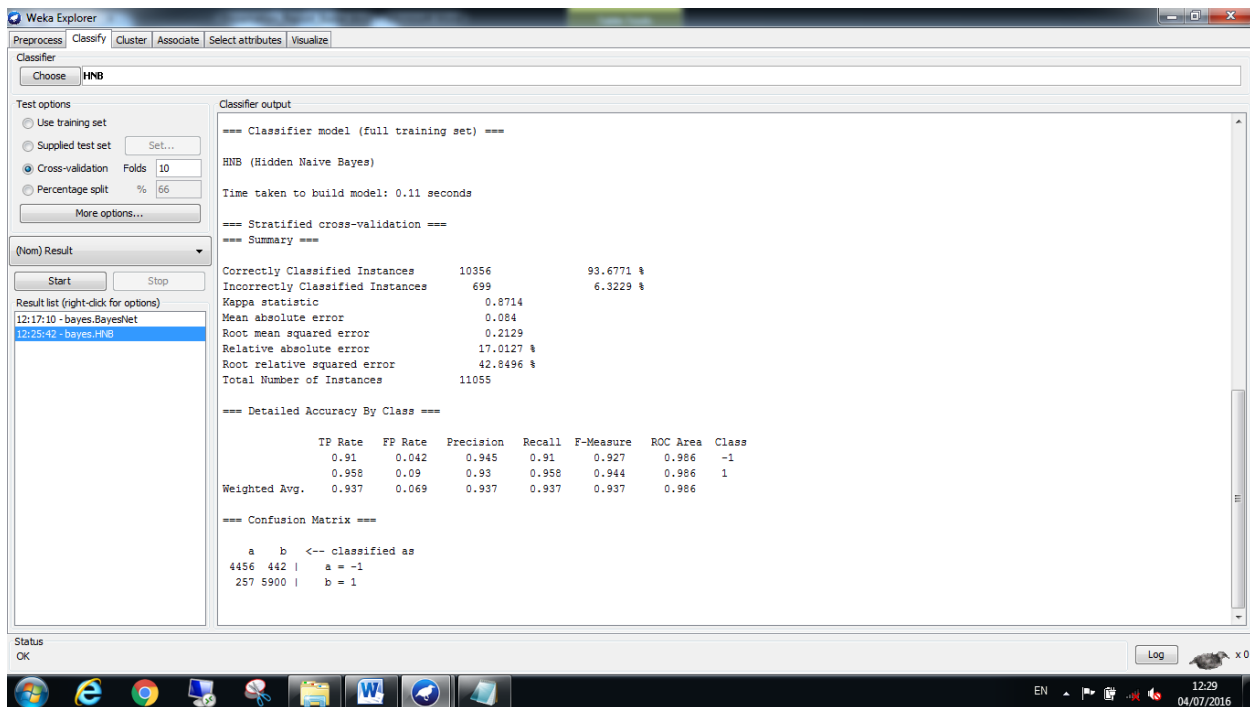 Weka Explorer
Preprocess Classify Cluster Associate Select attributes Visualize
Classifier
Choose HNB
Test options
Use training set
Supplied test set Set...
Cross-validation Folds 10
Percentage split % 66
More options...
(Nom) Result
Start Stop
Result list (right-click for options)
12:17:10 - bayes.BayesNet
12:25:42 - bayes.HNB
Classifier output
=== Classifier model (full training set) ===
HNB (Hidden Naive Bayes)
Time taken to build model: 0.11 seconds
=== Stratified cross-validation ===
=== Summary ===
Correctly Classified Instances 10356 93.6771 %
Incorrectly Classified Instances 699 6.3229 %
Kappa statistic 0.8714
Mean absolute error 0.084
Root mean squared error 0.2129
Relative absolute error 17.0127 %
Root relative squared error 42.8496 %
Total Number of Instances 11055
=== Detailed Accuracy By Class ===
TP Rate FP Rate Precision Recall F-Measure ROC Area Class
0.91 0.042 0.945 0.91 0.927 0.986 -1
0.958 0.09 0.93 0.958 0.944 0.986 1
Weighted Avg. 0.937 0.069 0.937 0.937 0.937 0.986
=== Confusion Matrix ===
a b <-- classified as
4456 442 | a = -1
257 5900 | b = 1
Status
OK
Log x 0
EN 12:29
04/07/2016